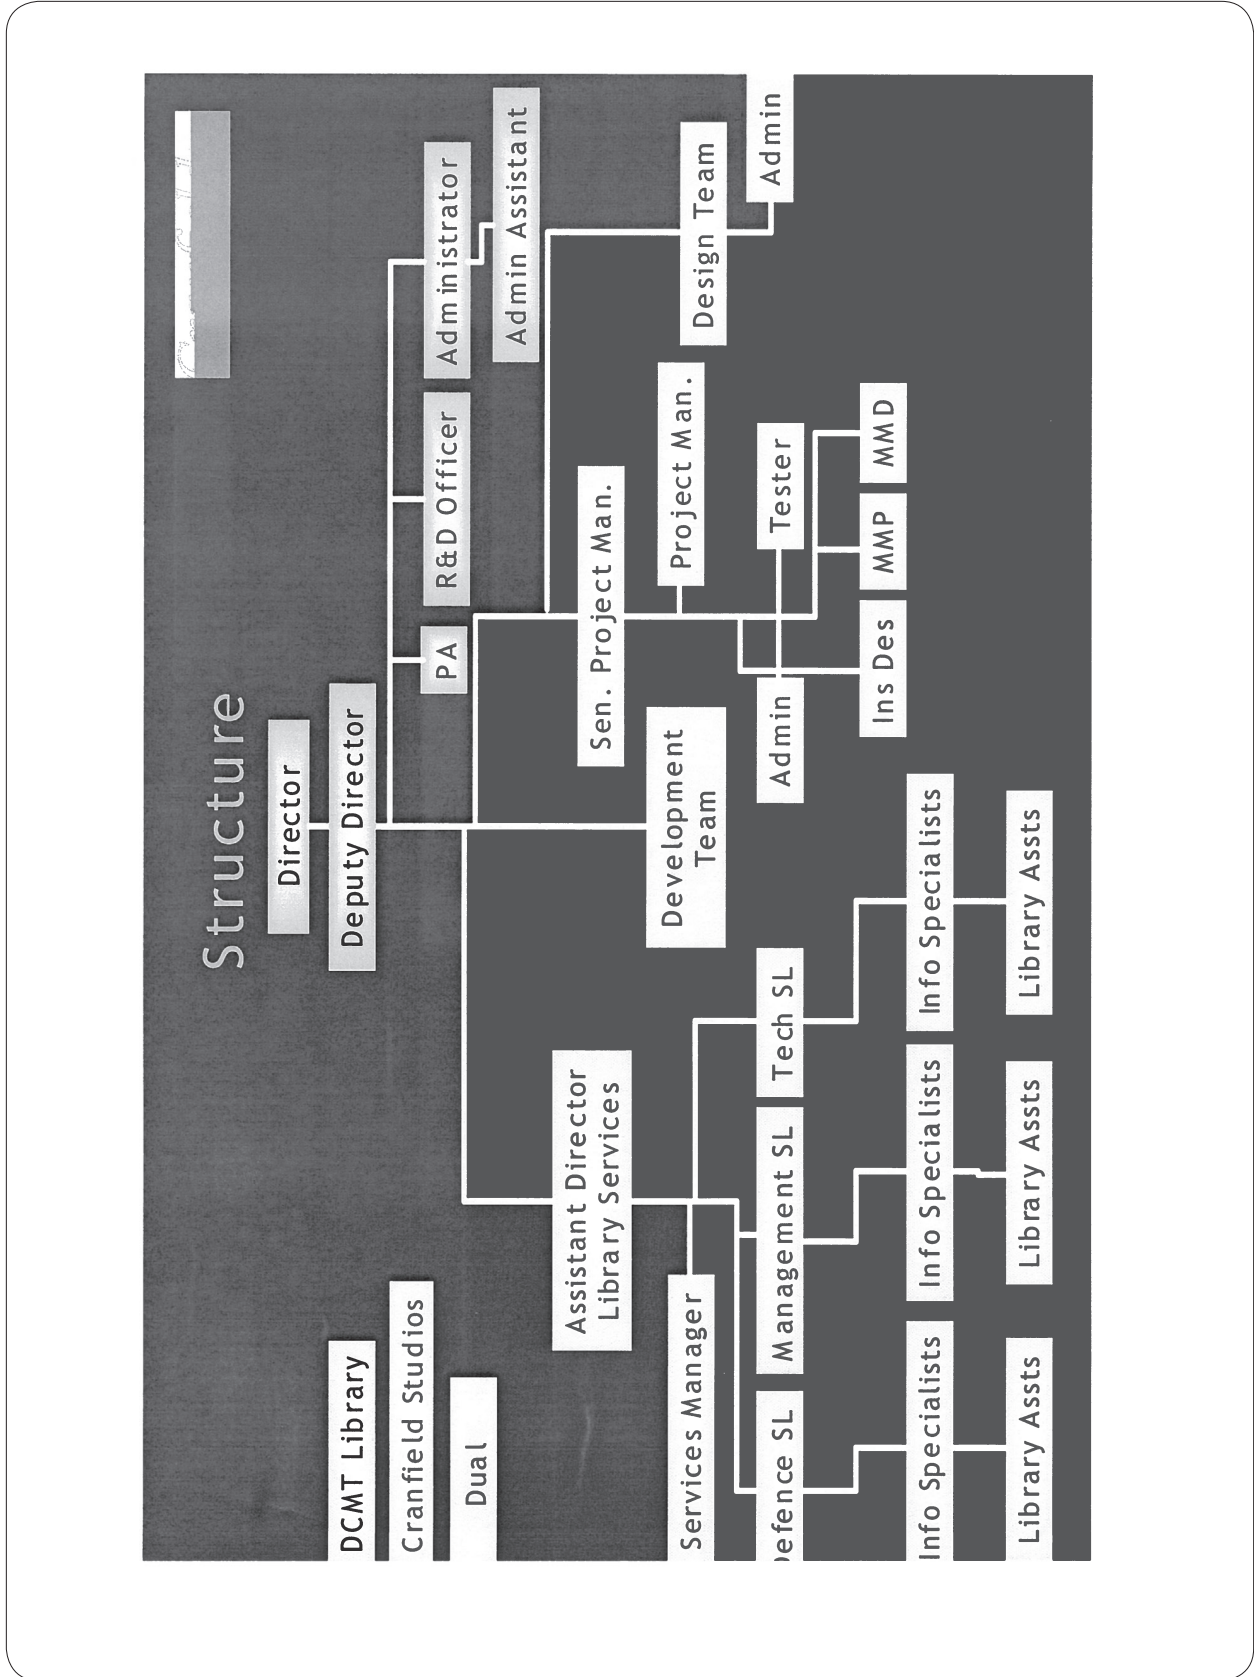 Structure
Director
Deputy Director
DCMT Library
Cranfield Studios
Dual
PA
R&D Officer
Administrator
Admin Assistant
Assistant Director
Library Services
Sen. Project Man.
Development
Team
Project Man.
Design Team
Services Manager
Defence SL
Management SL
Tech SL
Admin
Tester
Admin
Ins Des
MMP
MMD
Info Specialists
Info Specialists
Info Specialists
Library Assts
Library Assts
Library Assts